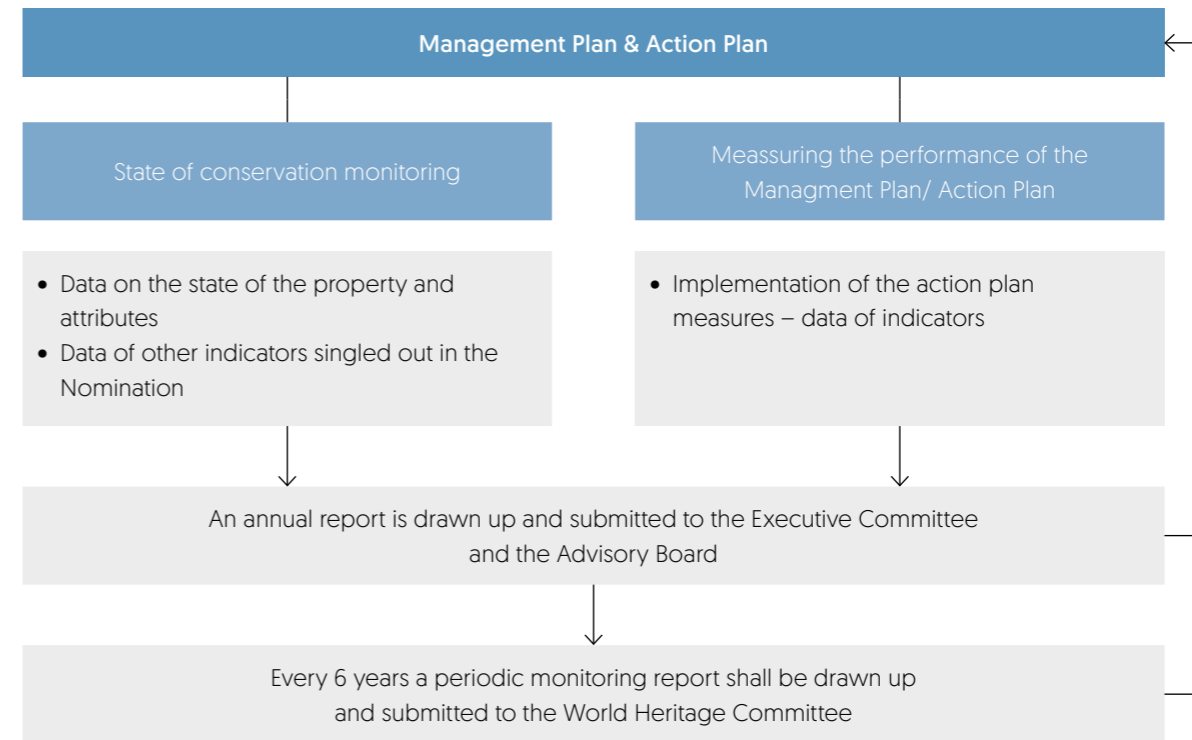 Management Plan & Action Plan
State of conservation monitoring
Meassuring the performance of the
Managment Plan/ Action Plan
• Data on the state of the property and
attributes
• Data of other indicators singled out in the
Nomination
• Implementation of the action plan
measures – data of indicators
An annual report is drawn up and submitted to the Executive Committee
and the Advisory Board
Every 6 years a periodic monitoring report shall be drawn up
and submitted to the World Heritage Committee